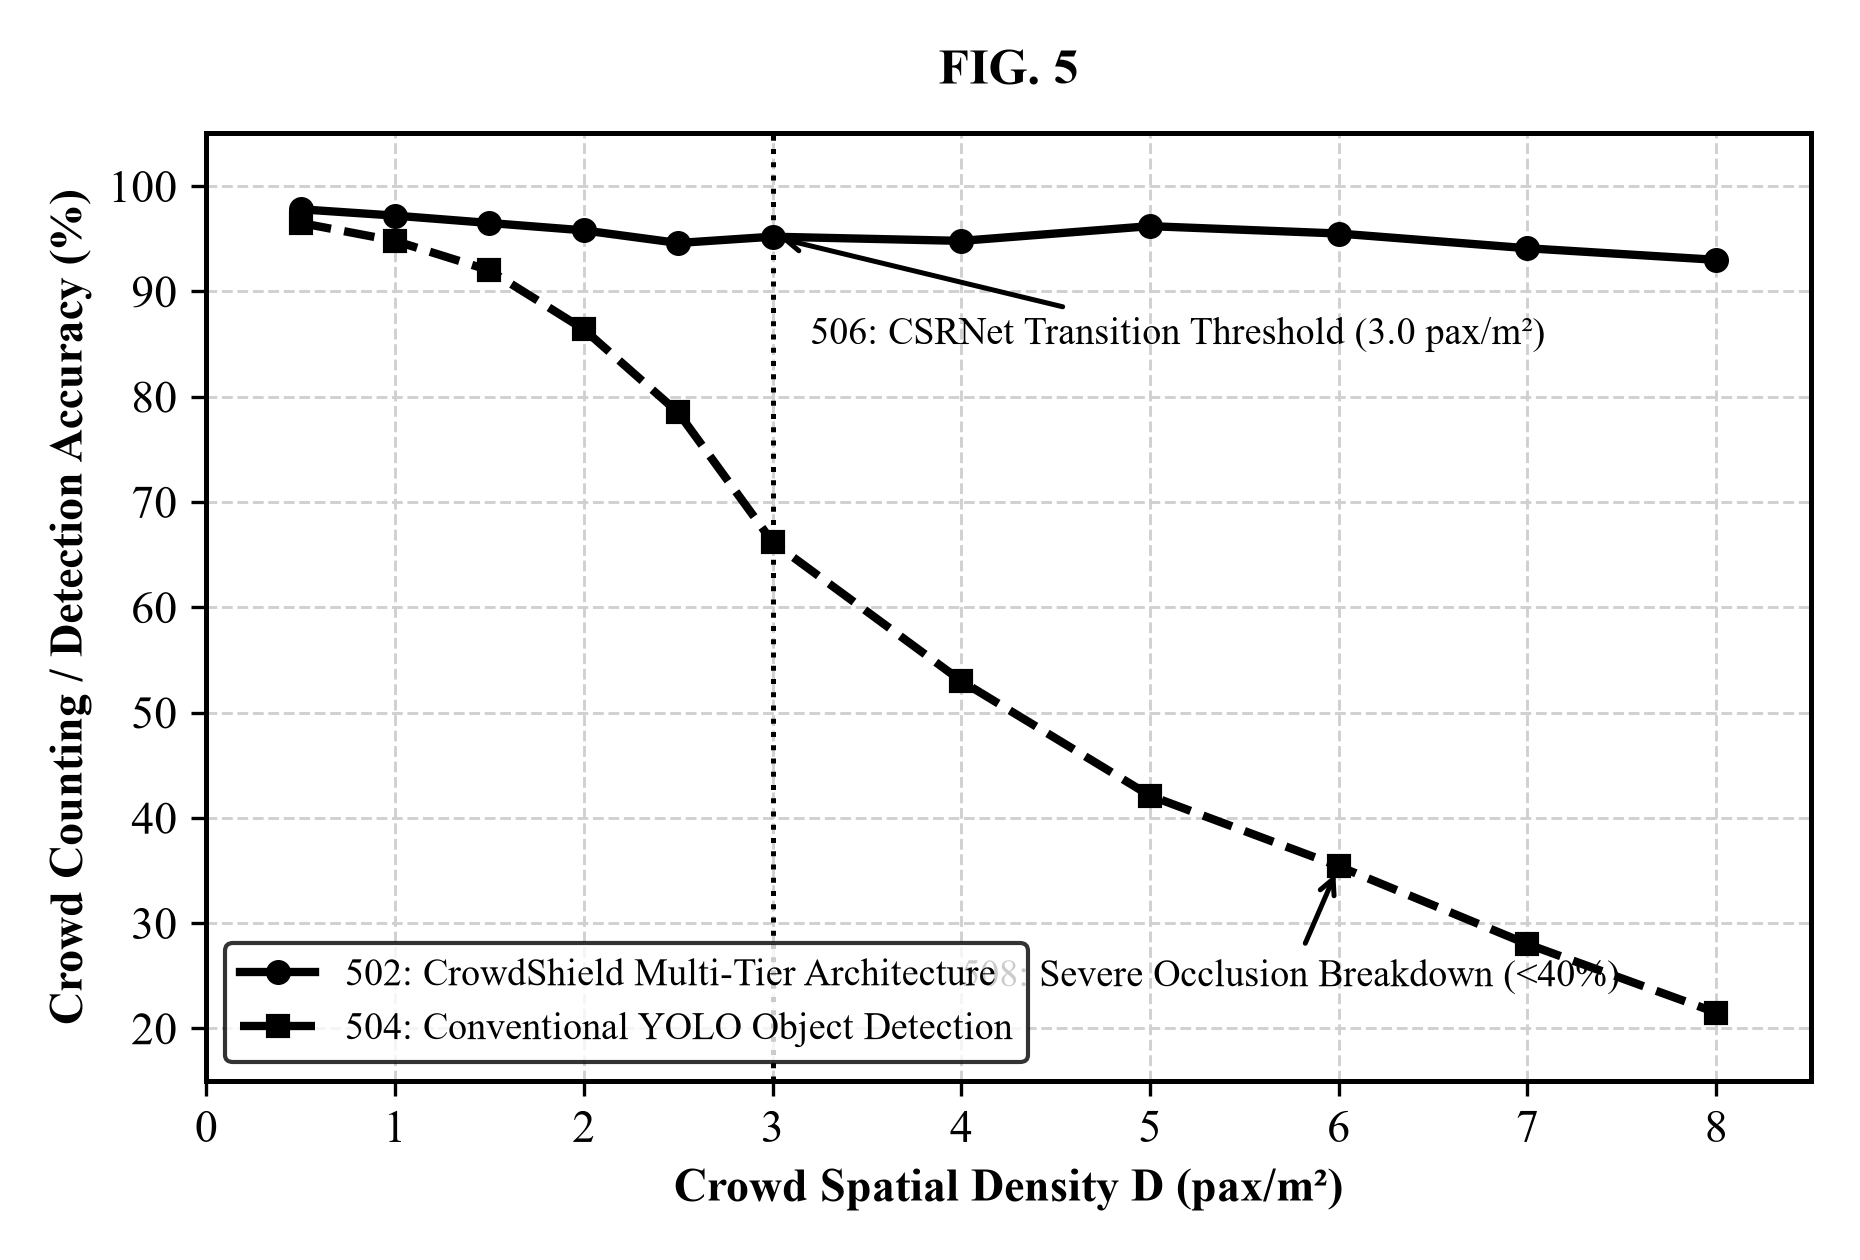 FIG. 5
Crowd Counting / Detection Accuracy (%)
100
90
80
70
60
50
40
30
20
506: CSRNet Transition Threshold (3.0 pax/m²)
508: Severe Occlusion Breakdown (<40%)
502: CrowdShield Multi-Tier Architecture
504: Conventional YOLO Object Detection
0 1 2 3 4 5 6 7 8
Crowd Spatial Density D (pax/m²)